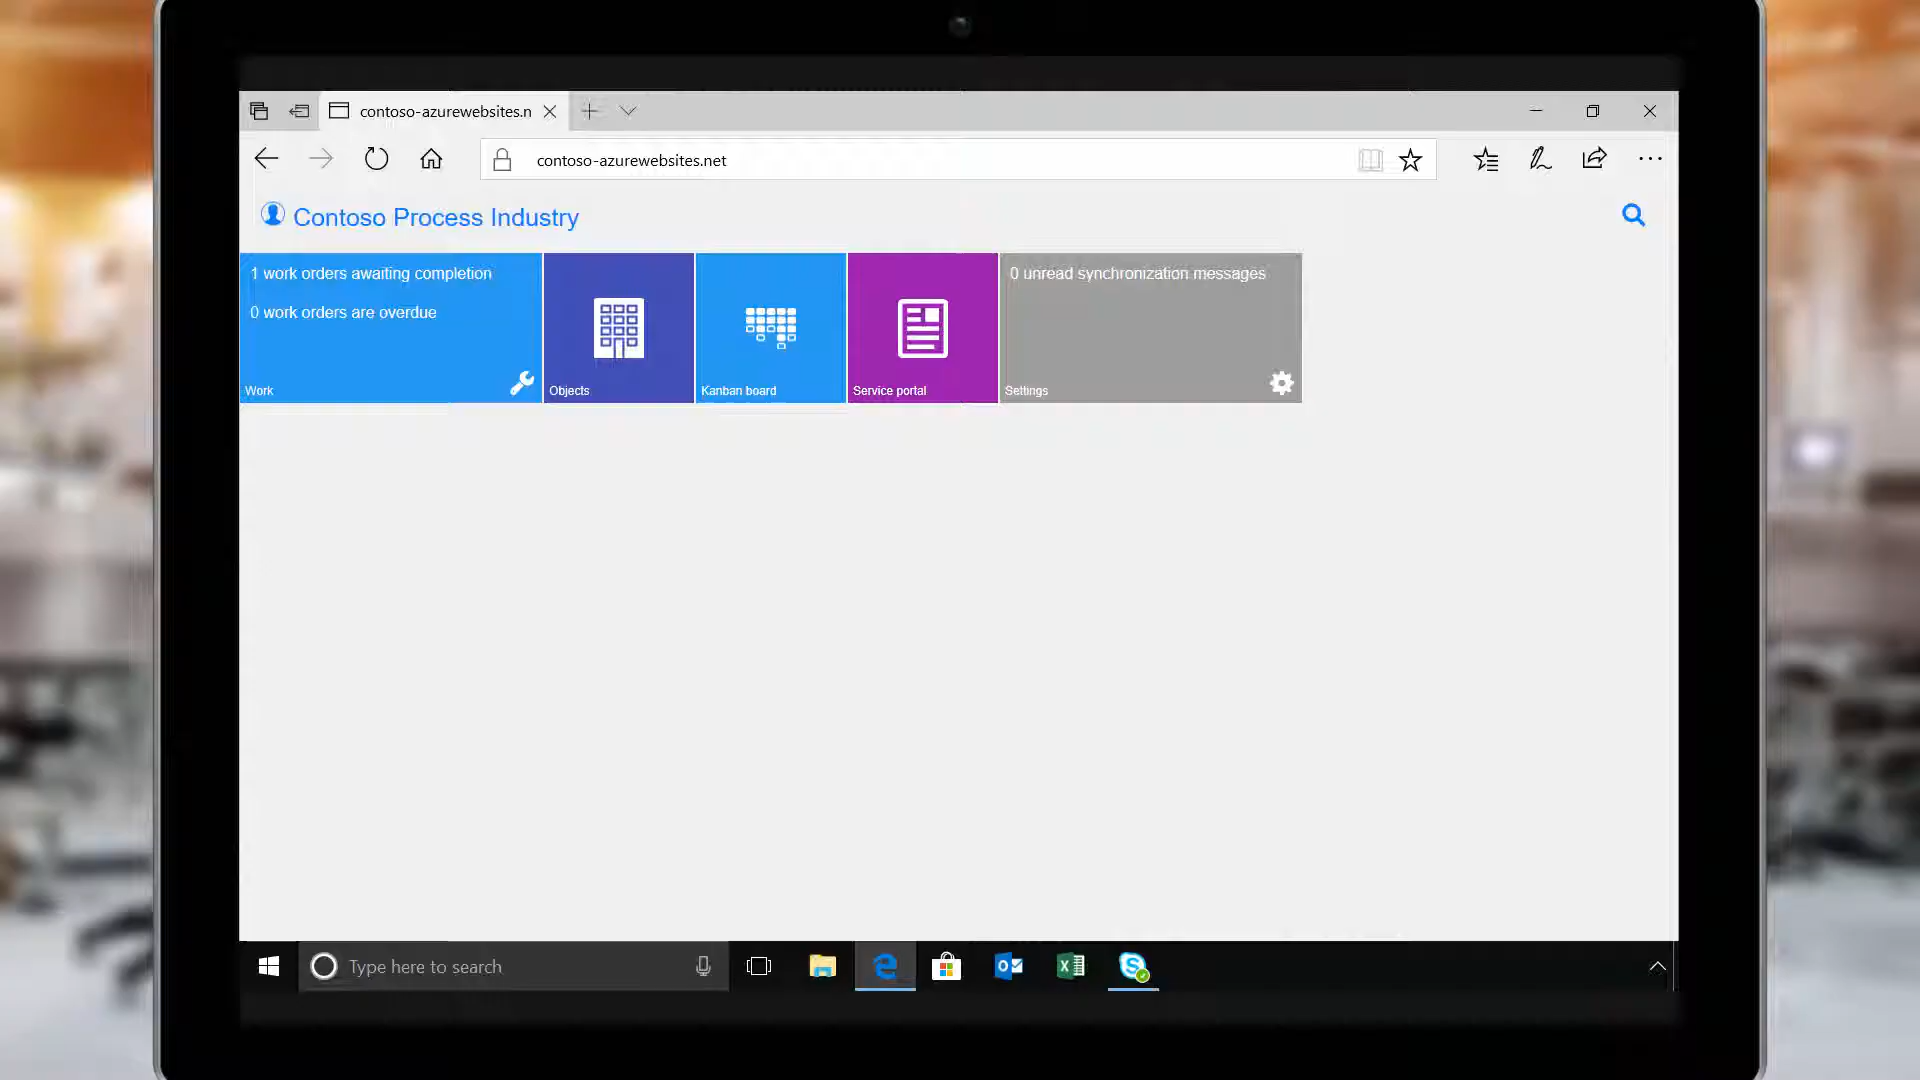 contoso-azurewebsites.n
contoso-azurewebsites.net
Contoso Process Industry
1 work orders awaiting completion
0 work orders are overdue
Work
Objects
Kanban board
Service portal
0 unread synchronization messages
Settings
Type here to search